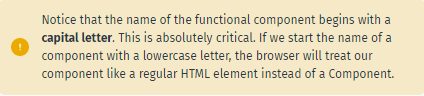 Notice that the name of the functional component begins with a
capital letter. This is absolutely critical. If we start the name of a
component with a lowercase letter, the browser will treat our
component like a regular HTML element instead of a Component.